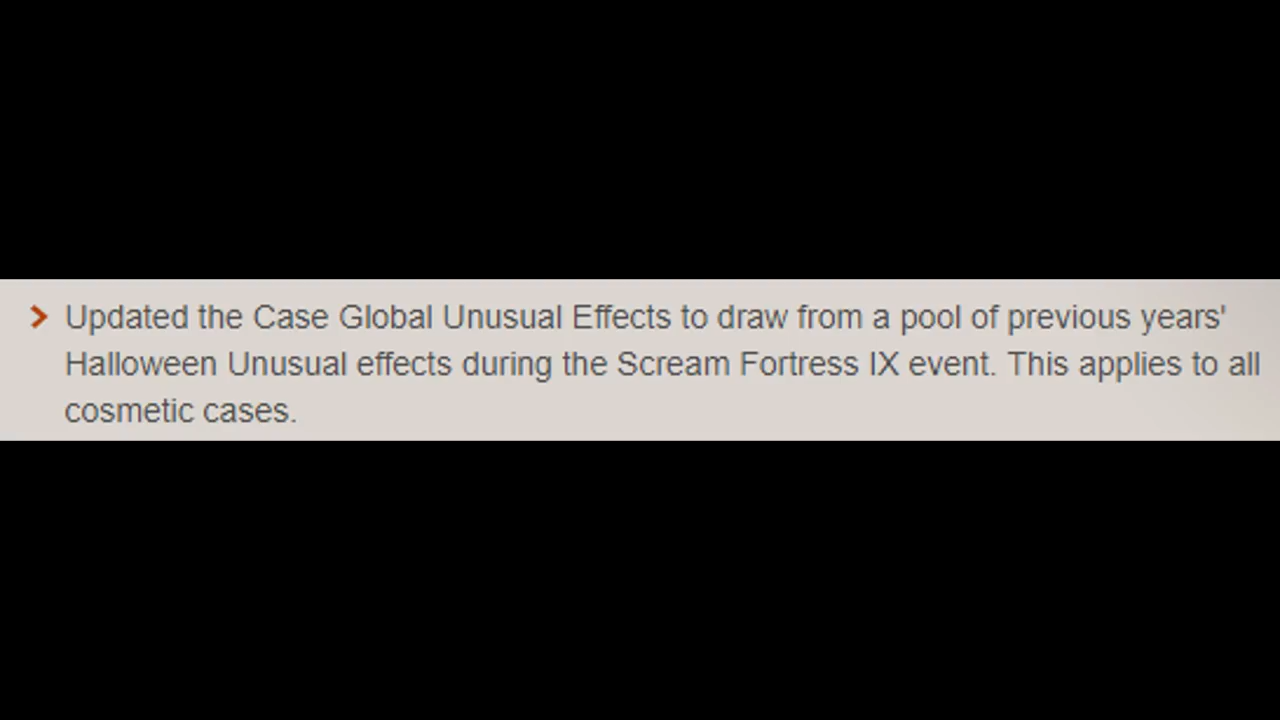 Updated the Case Global Unusual Effects to draw from a pool of previous years'
Halloween Unusual effects during the Scream Fortress IX event. This applies to all
cosmetic cases.